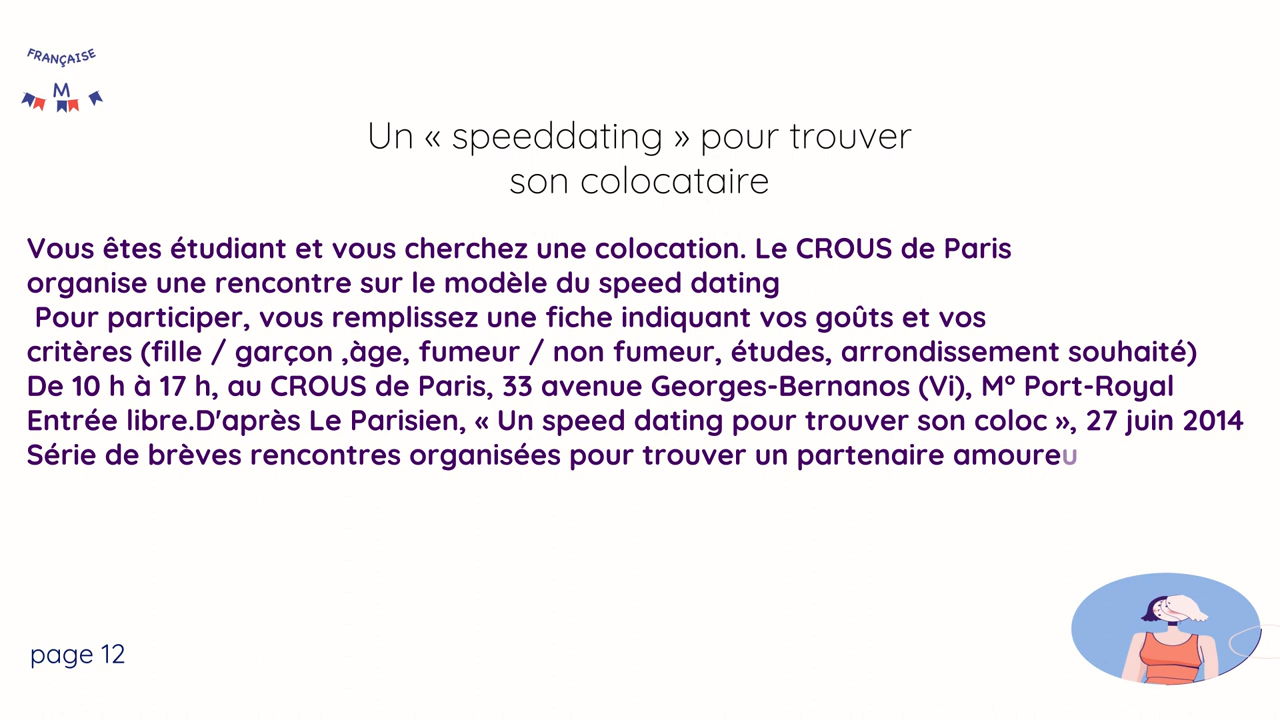 FRANÇAISE
M
Un « speeddating » pour trouver
son colocataire
Vous êtes étudiant et vous cherchez une colocation. Le CROUS de Paris
organise une rencontre sur le modèle du speed dating
Pour participer, vous remplissez une fiche indiquant vos goûts et vos
critères (fille / garçon ,àge, fumeur / non fumeur, études, arrondissement souhaité)
De 10 h à 17 h, au CROUS de Paris, 33 avenue Georges-Bernanos (Vi), Mº Port-Royal
Entrée libre.D'après Le Parisien, « Un speed dating pour trouver son coloc », 27 juin 2014
Série de brèves rencontres organisées pour trouver un partenaire amoureu
page 12